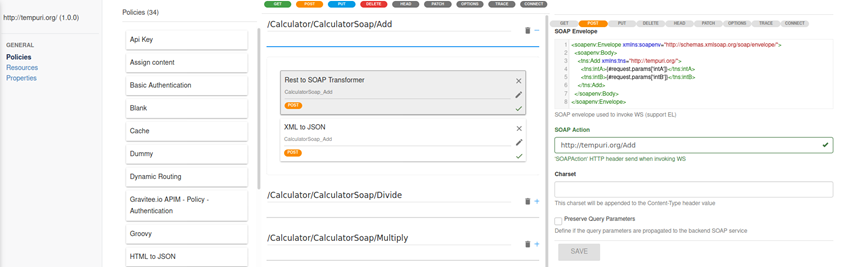 http://tempuri.org/ (1.0.0)
GENERAL
Policies
Resources
Properties
Policies (34)
Api Key
Assign content
Basic Authentication
Blank
Cache
Dummy
Dynamic Routing
Gravitee.io APIM - Policy -
Authentication
Groovy
HTML to JSON
GET POST PUT DELETE HEAD PATCH OPTIONS TRACE CONNECT
/Calculator/CalculatorSoap/Add
Rest to SOAP Transformer
CalculatorSoap_Add
POST
XML to JSON
CalculatorSoap_Add
POST
/Calculator/CalculatorSoap/Divide
/Calculator/CalculatorSoap/Multiply
GET POST PUT DELETE HEAD PATCH OPTIONS TRACE CONNECT
SOAP Envelope
1 <soapenv:Envelope xmlns:soapenv="http://schemas.xmlsoap.org/soap/envelope/">
2 <soapenv:Body>
3 <tns:Add xmlns:tns="http://tempuri.org/">
4 <tns:intA>{#request.params['intA']}</tns:intA>
5 <tns:intB>{#request.params['intB']}</tns:intB>
6 </tns:Add>
7 </soapenv:Body>
8 </soapenv:Envelope>
SOAP envelope used to invoke WS (support EL)
SOAP Action
http://tempuri.org/Add
'SOAPAction' HTTP header send when invoking WS
Charset
This charset will be appended to the Content-Type header value
Preserve Query Parameters
Define if the query parameters are propagated to the backend SOAP service
SAVE